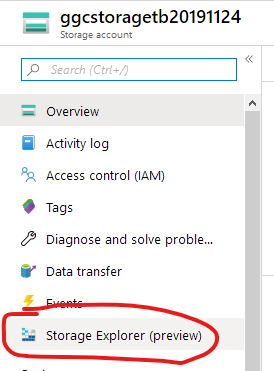 ggcstoragetb20191124
Storage account
Search (Ctrl+/)
«
Overview
Activity log
Access control (IAM)
Tags
Diagnose and solve proble...
Data transfer
Events
Storage Explorer (preview)